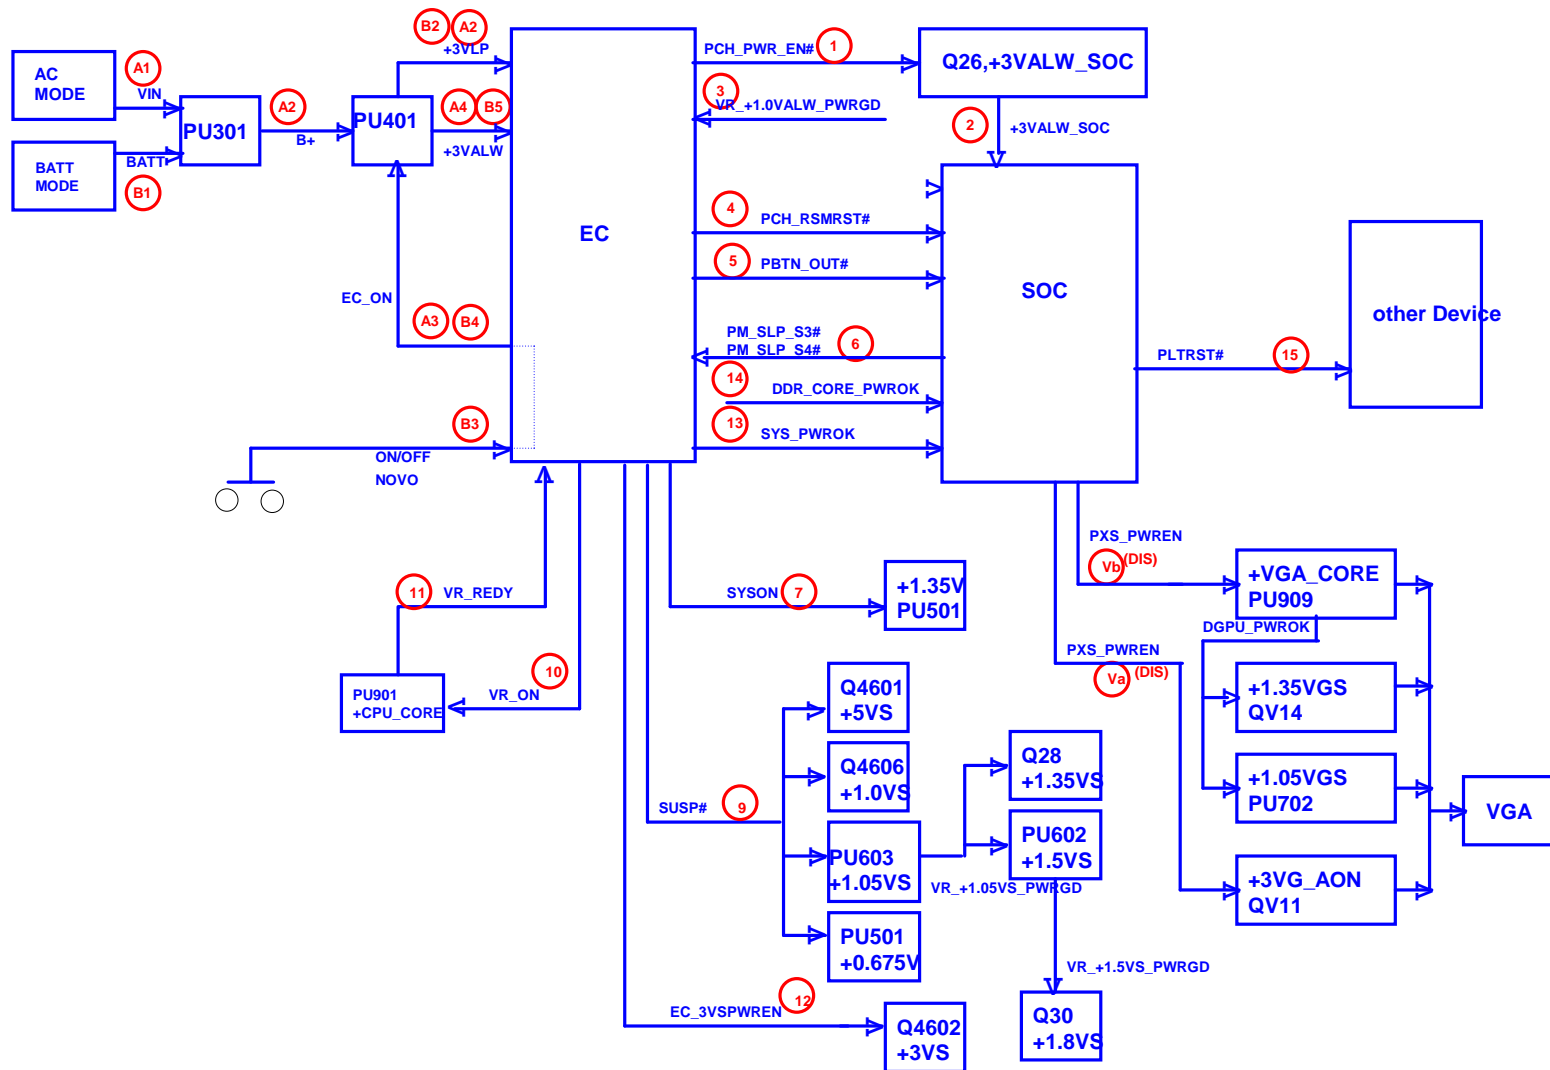 AC
MODE
A1
VIN
BATT
MODE
BATT
B1
PU301
A2
B+
PU401
B2
A2
+3VLP
A4
B5
+3VALW
EC_ON
A3
B4
B3
ON/OFF
NOVO
EC
PCH_PWR_EN#
1
Q26,+3VALW_SOC
3
VR_+1.0VALW_PWRGD
2
+3VALW_SOC
4
PCH_RSMRST#
5
PBTN_OUT#
PM_SLP_S3#
PM_SLP_S4#
6
14
DDR_CORE_PWROK
13
SYS_PWROK
SOC
PLTRST#
15
other Device
11
VR_REDY
PU901
+CPU_CORE
VR_ON
10
SYSON
7
+1.35V
PU501
SUSP#
9
Q4601
+5VS
Q4606
+1.0VS
PU603
+1.05VS
PU501
+0.675V
VR_+1.05VS_PWRGD
Q28
+1.35VS
PU602
+1.5VS
VR_+1.5VS_PWRGD
Q30
+1.8VS
EC_3VSPWREN
12
Q4602
+3VS
PXS_PWREN
Vb
(DIS)
PXS_PWREN
Va
(DIS)
+VGA_CORE
PU909
DGPU_PWROK
+1.35VGS
QV14
+1.05VGS
PU702
+3VG_AON
QV11
VGA